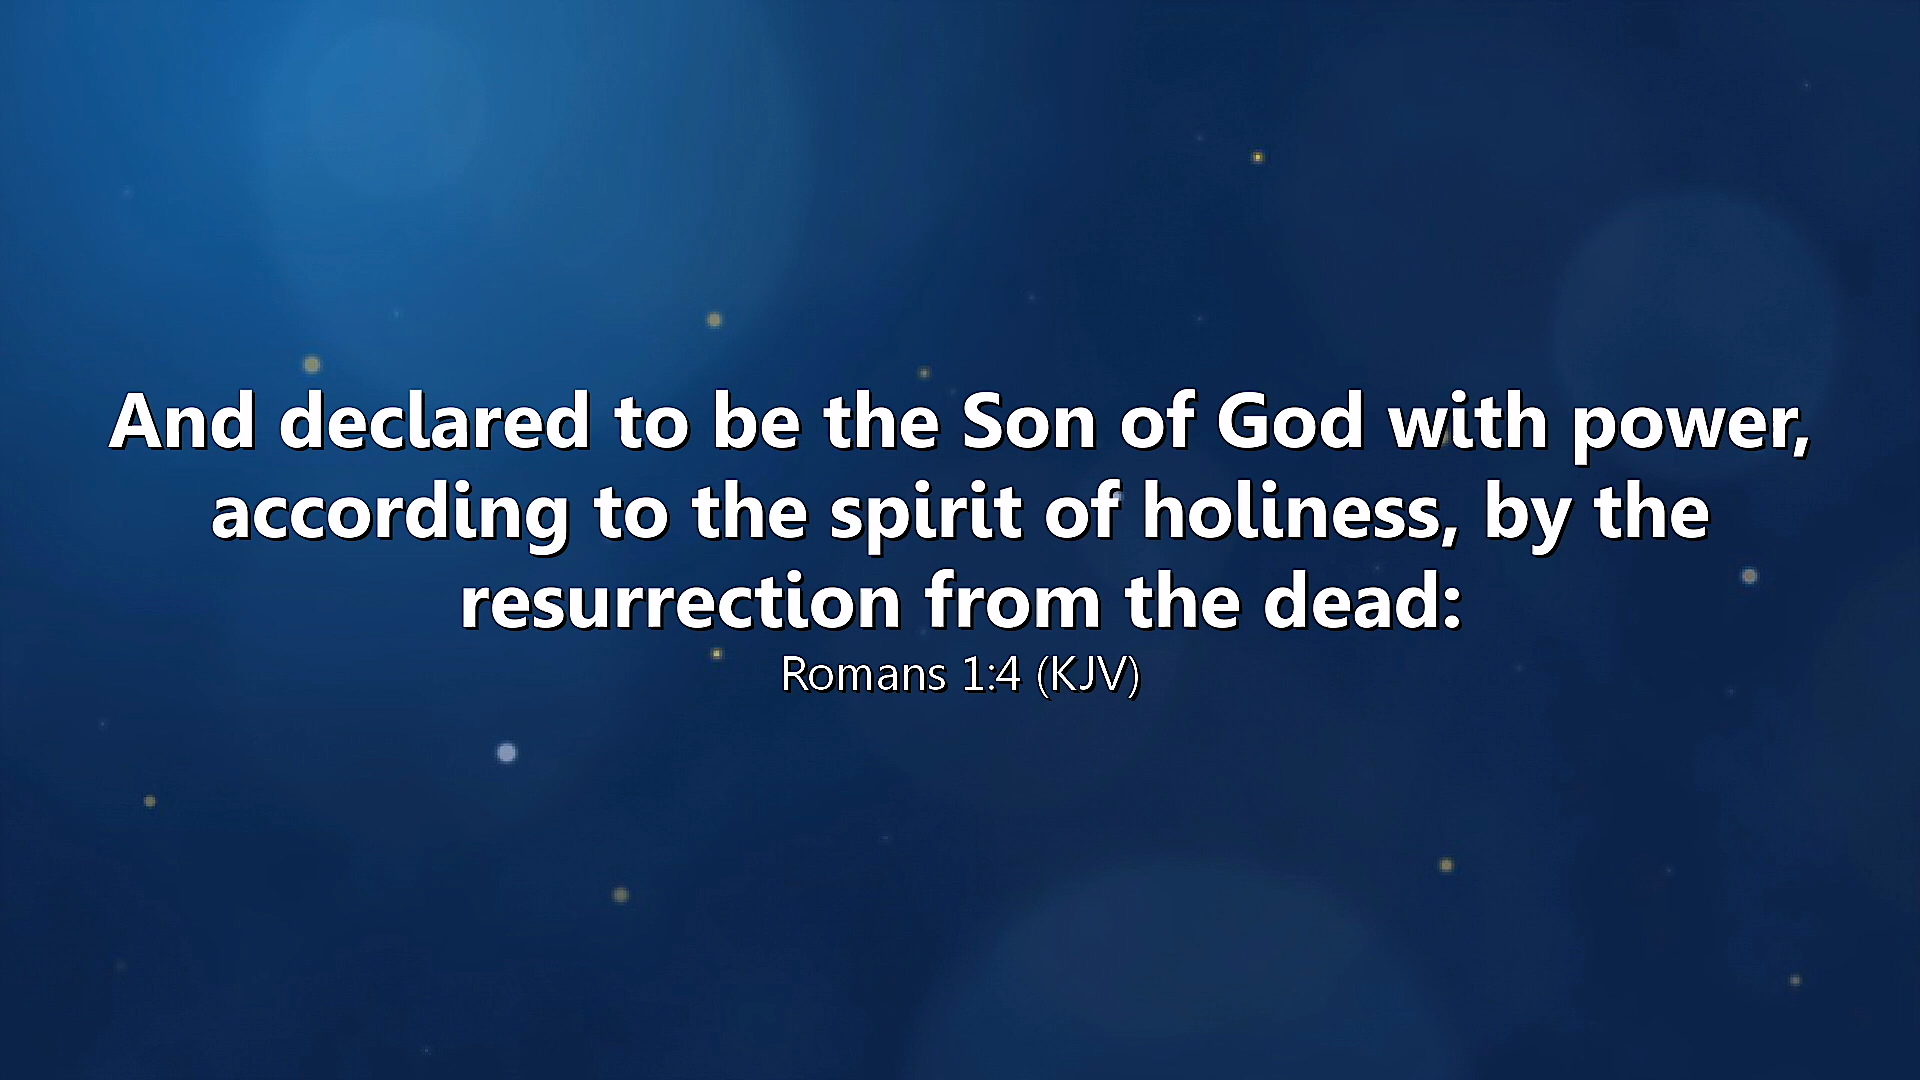 And declared to be the Son of God with power,
according to the spirit of holiness, by the
resurrection from the dead:
Romans 1:4 (KJV)